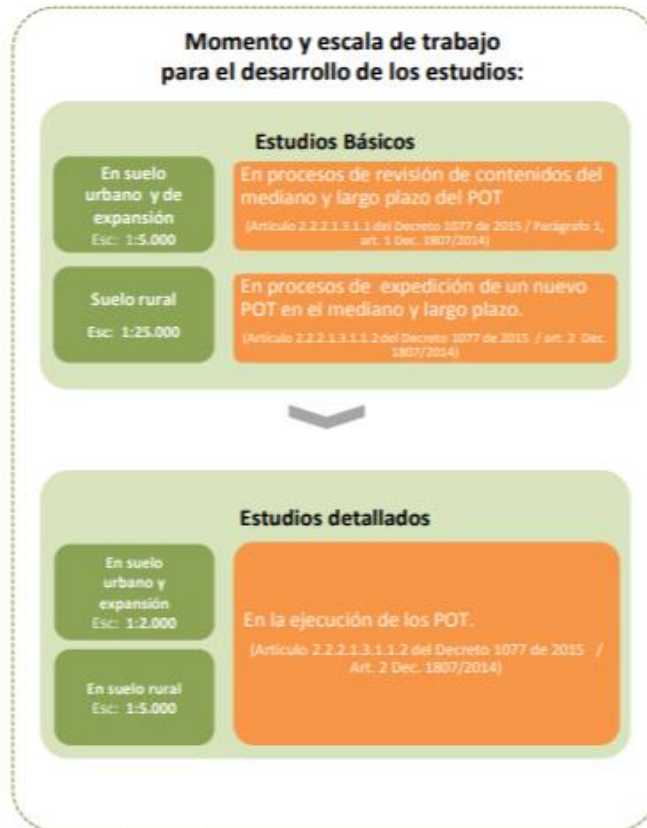 Momento y escala de trabajo
para el desarrollo de los estudios:
Estudios Básicos
En suelo
urbano y de
expansión
Esc: 1:5.000
En procesos de revisión de contenidos del
mediano y largo plazo del POT
(Artículo 2.2.2.1.3.1.1 del Decreto 1077 de 2015 / Parágrafo 1,
art. 1 Dec. 1807/2014)
Suelo rural
Esc: 1:25.000
En procesos de expedición de un nuevo
POT en el mediano y largo plazo.
(Artículo 2.2.2.1.3.1.1.2 del Decreto 1077 de 2015 / art. 2 Dec.
1807/2014)
Estudios detallados
En suelo
urbano y
expansión
Esc: 1:2.000
En suelo rural
Esc: 1:5.000
En la ejecución de los POT.
(Artículo 2.2.2.1.3.1.1.2 del Decreto 1077 de 2015 /
Art. 2 Dec. 1807/2014)